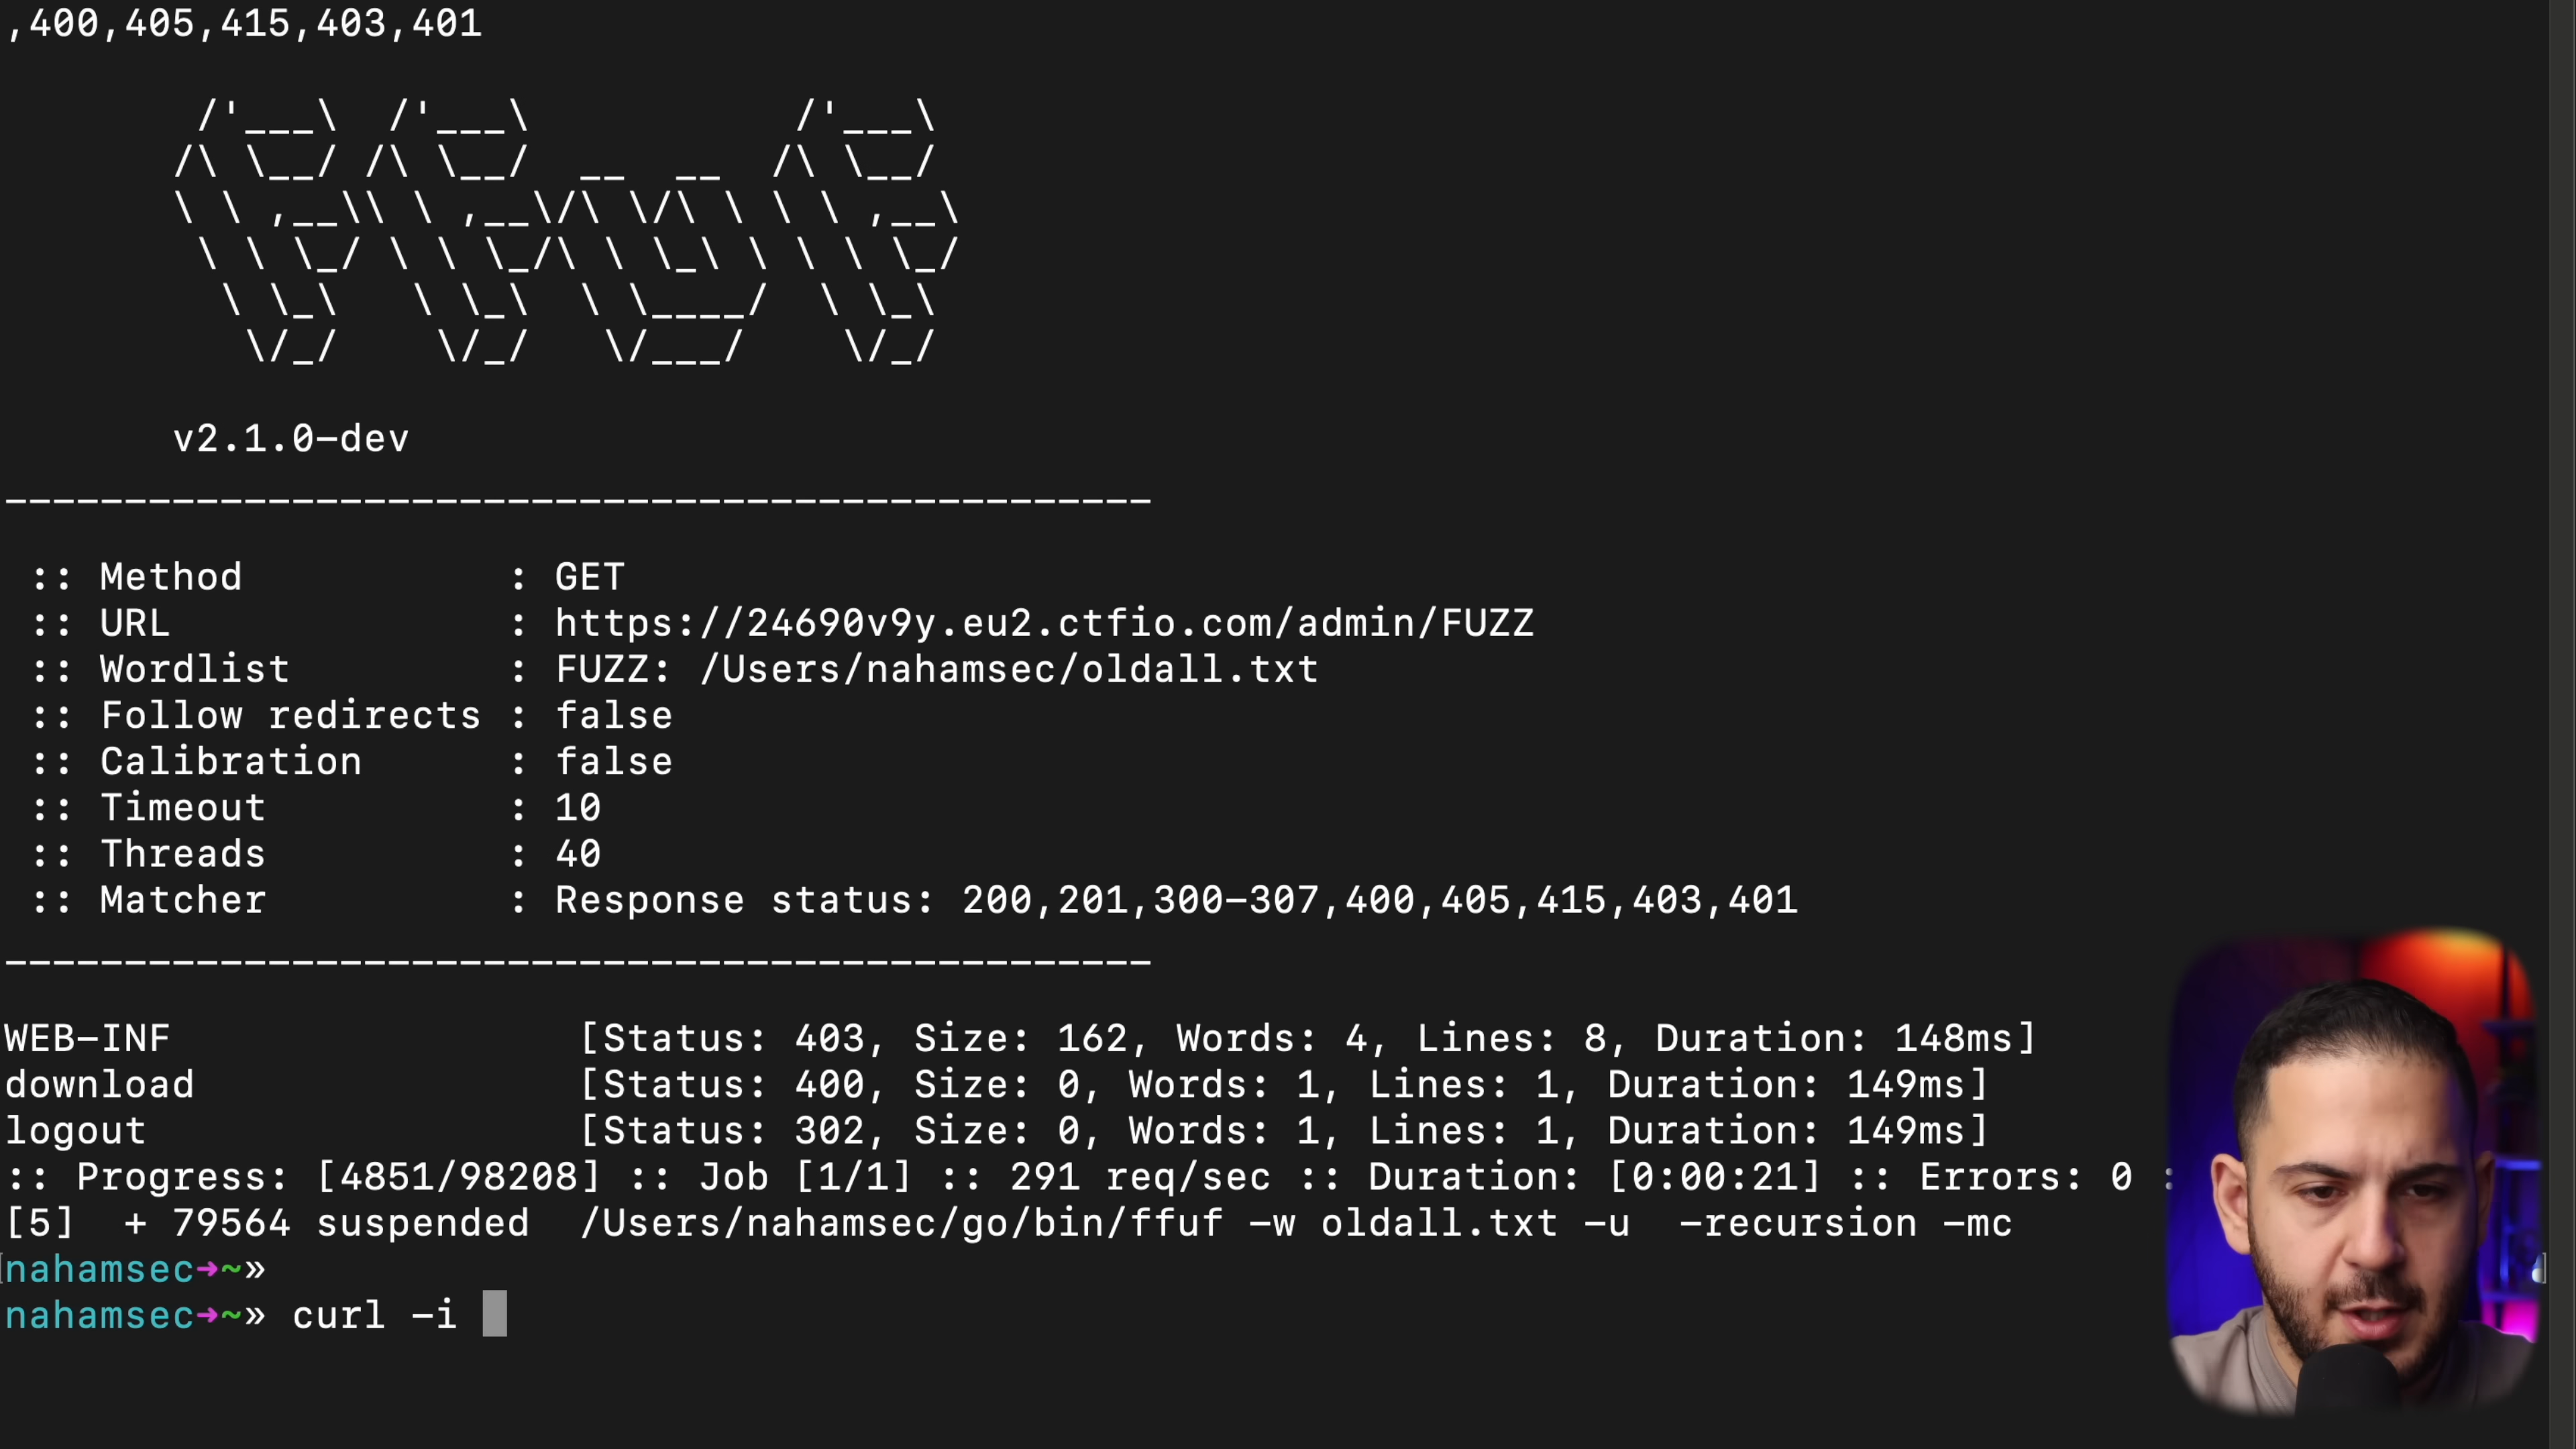 ,400,405,415,403,401
        /'___\  /'___\           /'___\
       /\ \__/ /\ \__/  __  __  /\ \__/
       \ \ ,__\\ \ ,__\/\ \/\ \ \ \ ,__\
        \ \ \_/ \ \ \_/\ \ \_\ \ \ \ \_/
         \ \_\   \ \_\  \ \____/  \ \_\
          \/_/    \/_/   \/___/    \/_/
v2.1.0-dev
________________________________________________
:: Method           : GET
:: URL              : https://24690v9y.eu2.ctfio.com/admin/FUZZ
:: Wordlist         : FUZZ: /Users/nahamsec/oldall.txt
:: Follow redirects : false
:: Calibration      : false
:: Timeout          : 10
:: Threads          : 40
:: Matcher          : Response status: 200,201,300-307,400,405,415,403,401
________________________________________________
WEB-INF                 [Status: 403, Size: 162, Words: 4, Lines: 8, Duration: 148ms]
download                [Status: 400, Size: 0, Words: 1, Lines: 1, Duration: 149ms]
logout                  [Status: 302, Size: 0, Words: 1, Lines: 1, Duration: 149ms]
:: Progress: [4851/98208] :: Job [1/1] :: 291 req/sec :: Duration: [0:00:21] :: Errors: 0 :
[5]  + 79564 suspended  /Users/nahamsec/go/bin/ffuf -w oldall.txt -u  -recursion -mc
nahamsec➜~»
nahamsec➜~» curl -i